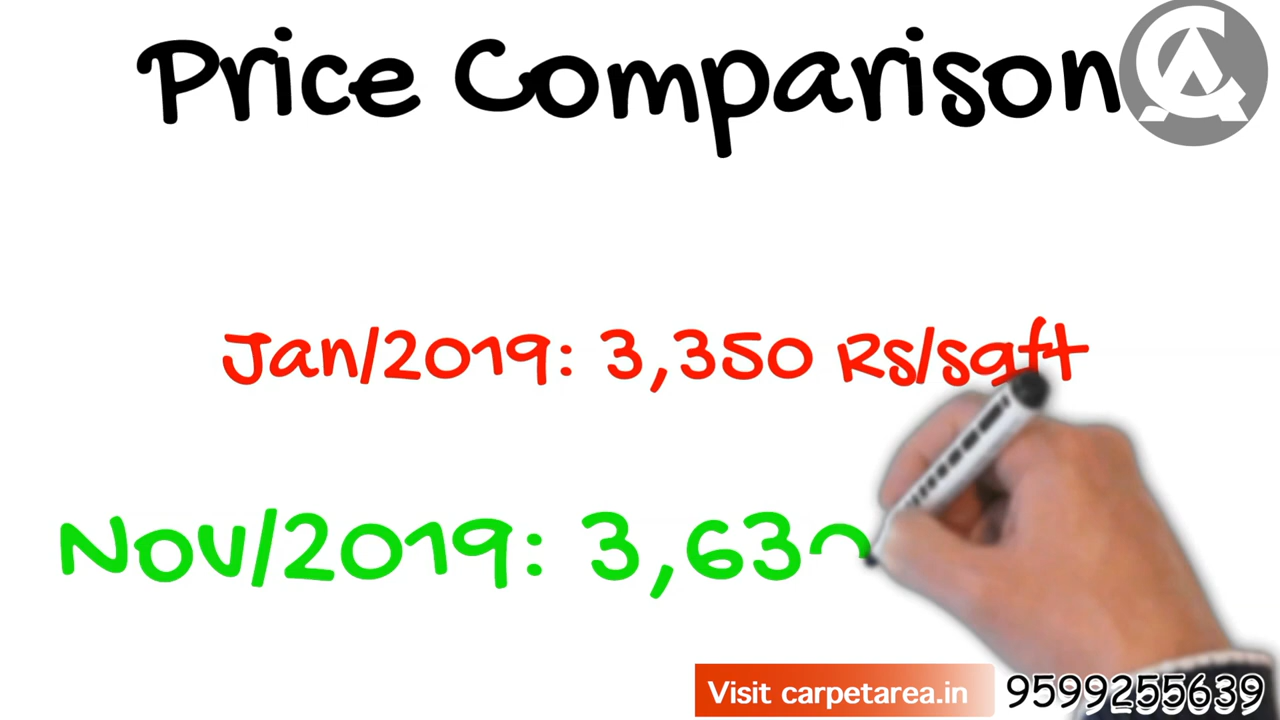 Price Comparison
Jan/2019: 3,350 Rs/sqft
Nov/2019: 3,63
Visit carpetarea.in
9599255639